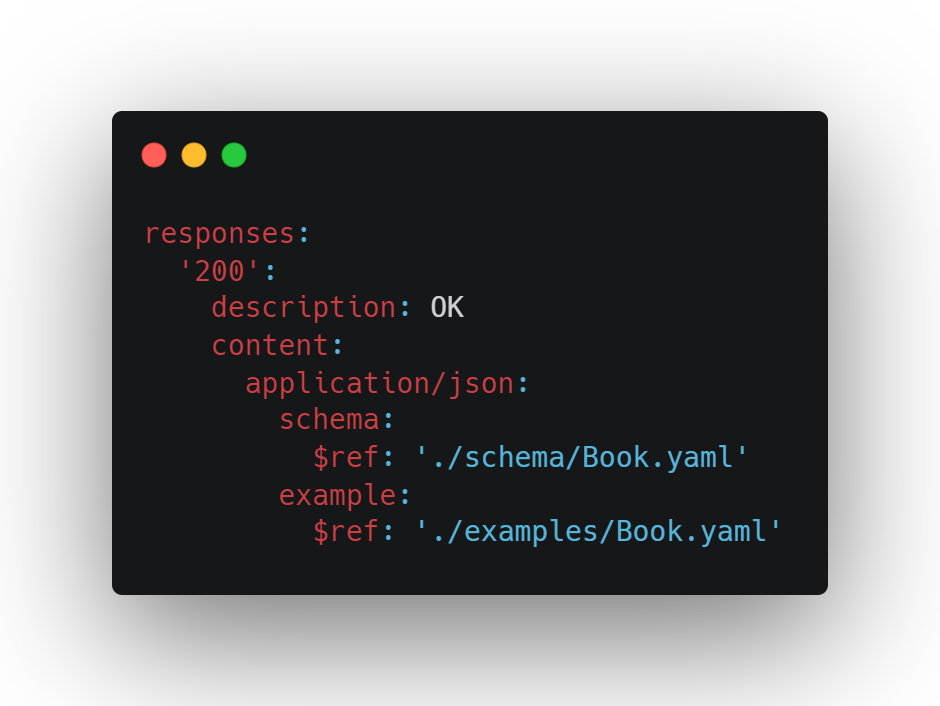 responses:
  '200':
    description: OK
    content:
      application/json:
        schema:
          $ref: './schema/Book.yaml'
        example:
          $ref: './examples/Book.yaml'